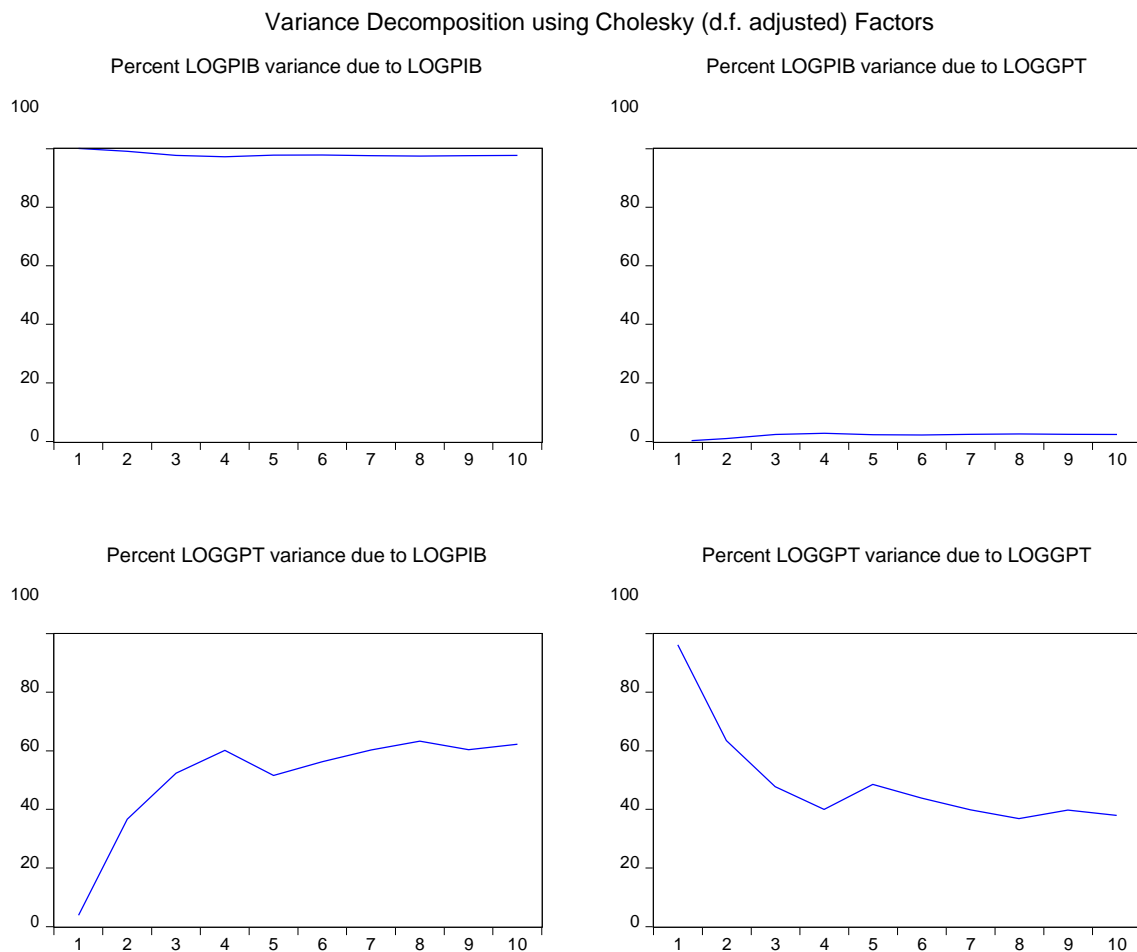 Variance Decomposition using Cholesky (d.f. adjusted) Factors
Percent LOGPIB variance due to LOGPIB
100
80
60
40
20
0
1 2 3 4 5 6 7 8 9 10
Percent LOGPIB variance due to LOGGPT
100
80
60
40
20
0
1 2 3 4 5 6 7 8 9 10
Percent LOGGPT variance due to LOGPIB
100
80
60
40
20
0
1 2 3 4 5 6 7 8 9 10
Percent LOGGPT variance due to LOGGPT
100
80
60
40
20
0
1 2 3 4 5 6 7 8 9 10